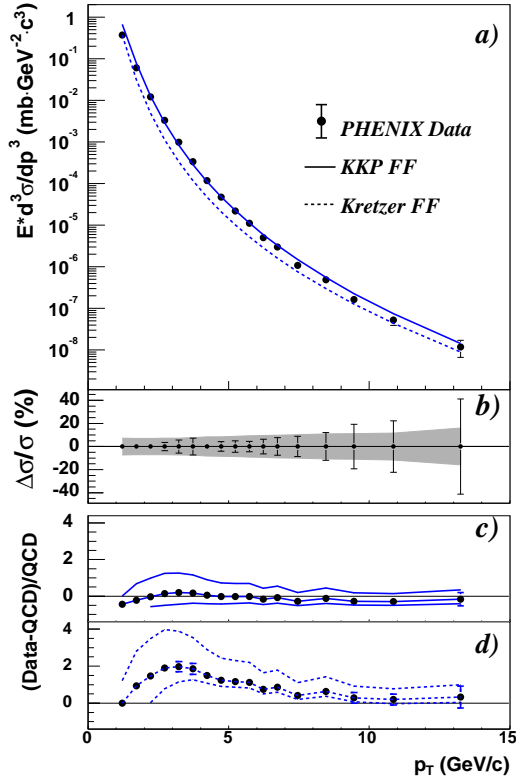 a)
E*d³σ/dp³ (mb·GeV⁻²·c³)
1
10⁻¹
10⁻²
10⁻³
10⁻⁴
10⁻⁵
10⁻⁶
10⁻⁷
10⁻⁸
PHENIX Data
KKP FF
Kretzer FF
b)
Δσ/σ (%)
40
20
0
-20
-40
c)
(Data-QCD)/QCD
4
2
0
d)
4
2
0
0 5 10 15
p_T (GeV/c)